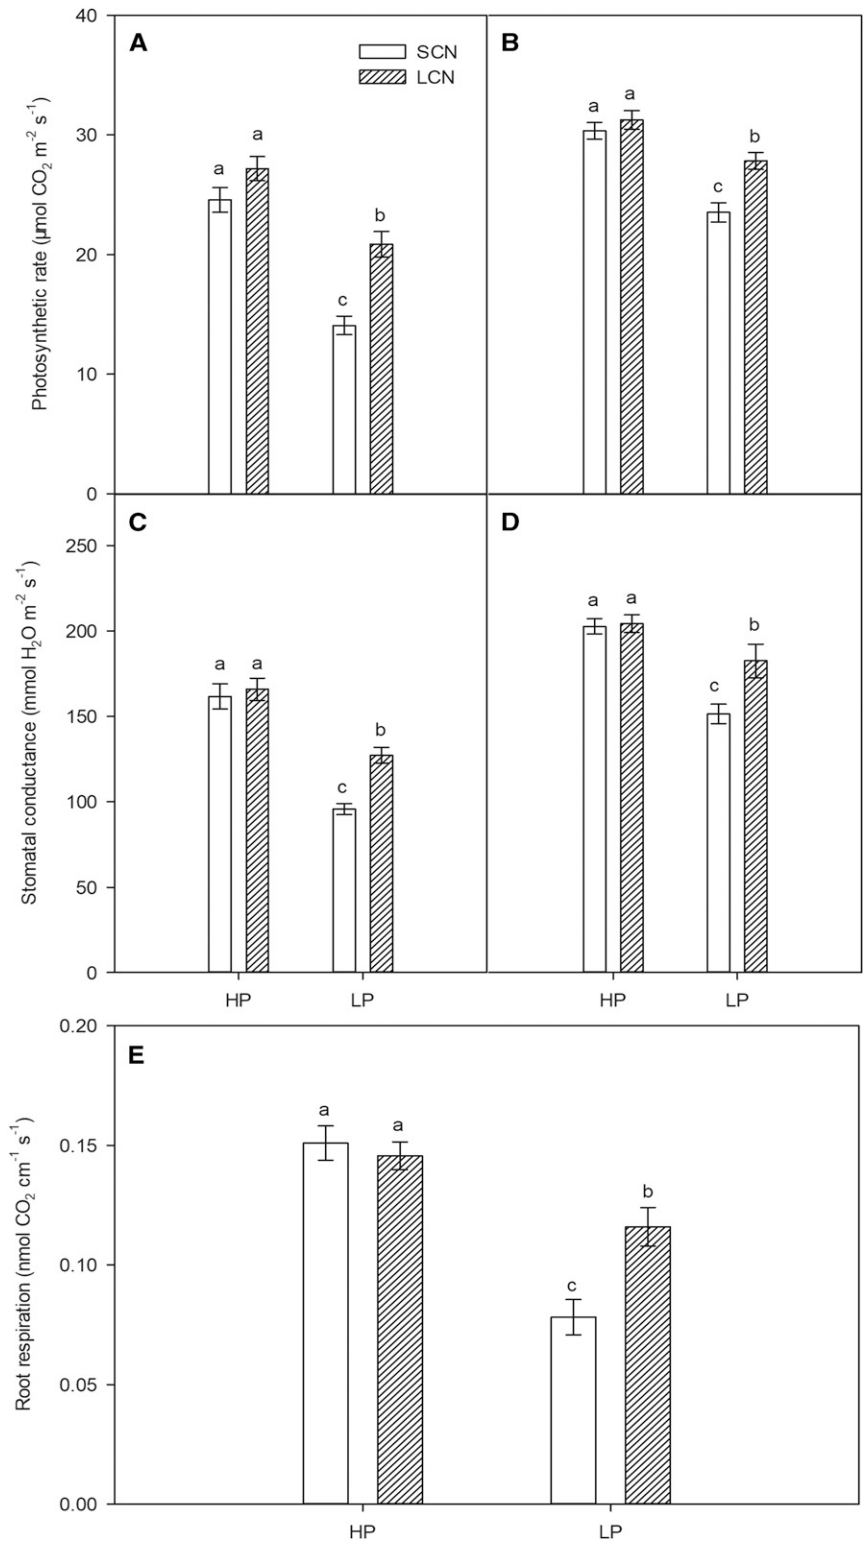 40
A
B
SCN
LCN
a
a
30
a
a
b
c
b
20
c
10
0
Photosynthetic rate (µmol CO₂ m⁻² s⁻¹)
C
D
250
a
a
b
200
a
a
c
b
150
c
100
50
0
Stomatal conductance (mmol H₂O m⁻² s⁻¹)
HP
LP
HP
LP
0.20
E
a
a
0.15
b
c
0.10
0.05
0.00
Root respiration (nmol CO₂ cm⁻¹ s⁻¹)
HP
LP